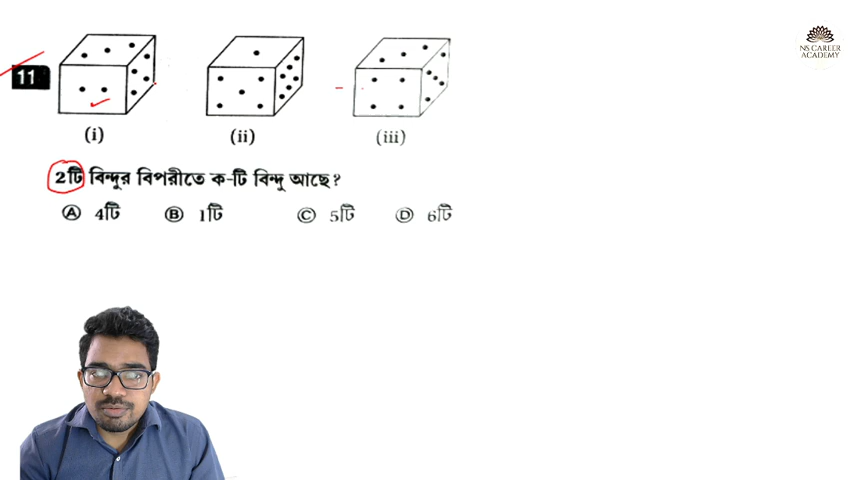 NS CAREER
ACADEMY
11
(i) (ii) (iii)
2টি বিন্দুর বিপরীতে ক-টি বিন্দু আছে?
Ⓐ 4টি Ⓑ 1টি Ⓒ 5টি Ⓓ 6টি